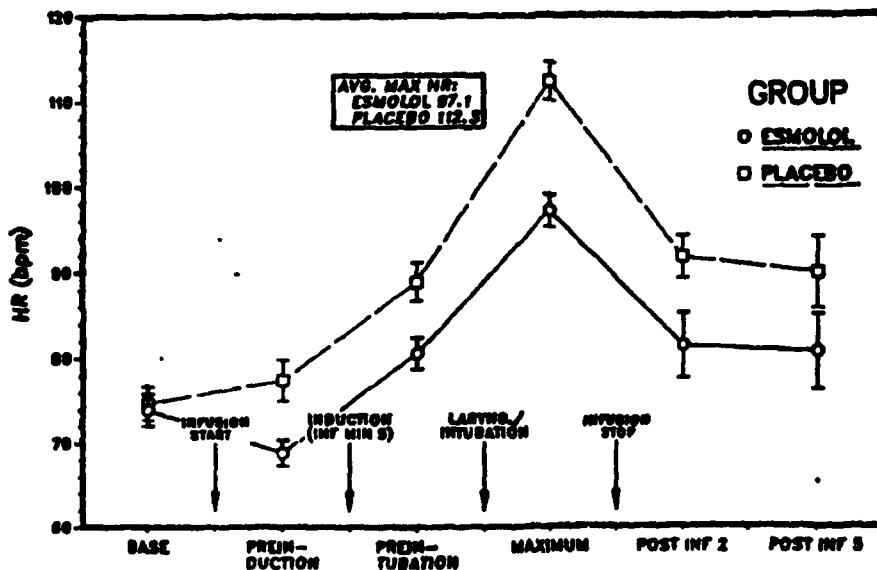 120
110
100
90
80
70
60
HR (bpm)
AVG. MAX HR:
ESMOLOL 97.1
PLACEBO 112.3
GROUP
ESMOLOL
PLACEBO
INFUSION
START
INDUCTION
(INF MIN 5)
LARYNG./
INTUBATION
INFUSION
STOP
BASE
PREIN-
DUCTION
PREIN-
TUBATION
MAXIMUM
POST INF 2
POST INF 5